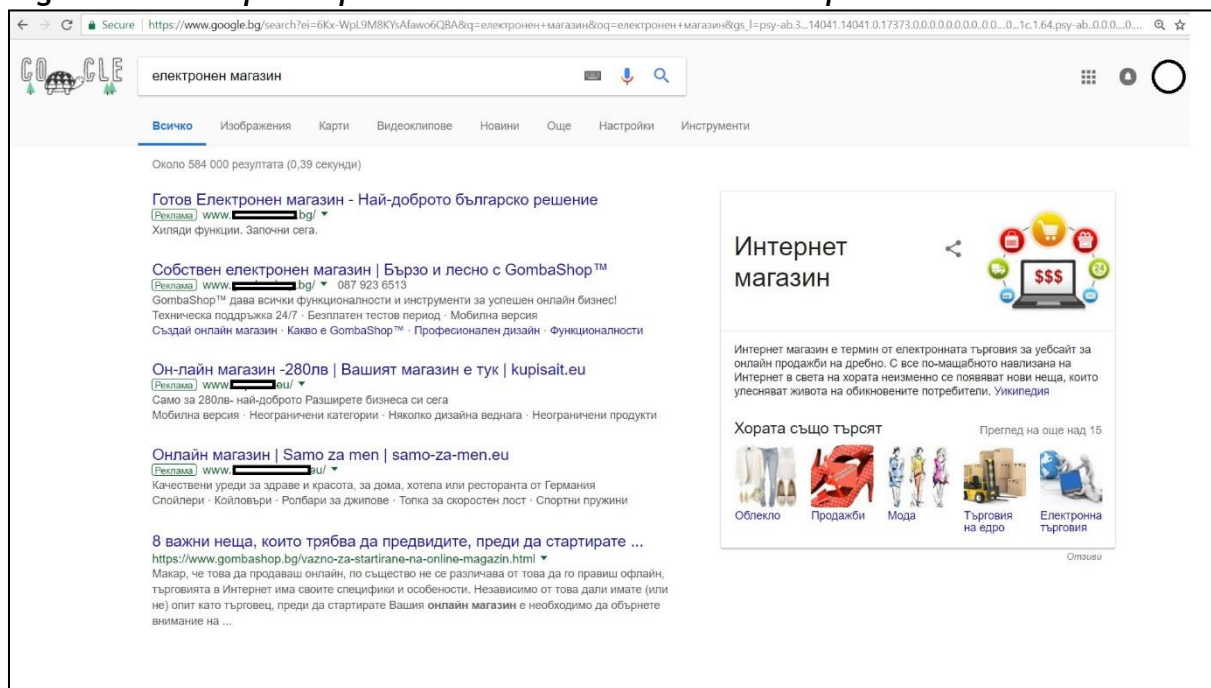 Secure | https://www.google.bg/search?ei=6Kx-WpL9M8KYsAfawo6QBA&q=електронен+магазин&oq=електронен+магазин&gs_l=psy-ab.3...14041.14041.0.17373.0.0.0.0.0.0.0.0..0.0....0...1c.1.64.psy-ab..0.0.0....0....
GO GLE
електронен магазин
Всичко Изображения Карти Видеоклипове Новини Още Настройки Инструменти
Около 584 000 резултата (0,39 секунди)
Готов Електронен магазин - Най-доброто българско решение
Реклама www. bg/
Хиляди функции. Започни сега.
Собствен електронен магазин | Бързо и лесно с GombaShop™
Реклама www. .bg/ 087 923 6513
GombaShop™ дава всички функционалности и инструменти за успешен онлайн бизнес!
Техническа поддръжка 24/7 · Безплатен тестов период · Мобилна версия
Създай онлайн магазин · Какво е GombaShop™ · Професионален дизайн · Функционалности
Он-лайн магазин -280лв | Вашият магазин е тук | kupisait.eu
Реклама www. eu/
Само за 280лв- най-доброто Разширете бизнеса си сега
Мобилна версия · Неограничени категории · Няколко дизайна веднага · Неограничени продукти
Онлайн магазин | Samo za men | samo-za-men.eu
Реклама www. eu/
Качествени уреди за здраве и красота, за дома, хотела или ресторанта от Германия
Спойлери · Койловъри · Ролбари за джипове · Топка за скоростен лост · Спортни пружини
8 важни неща, които трябва да предвидите, преди да стартирате ...
https://www.gombashop.bg/vazno-za-startirane-na-online-magazin.html
Макар, че това да продаваш онлайн, по същество не се различава от това да го правиш офлайн,
търговията в Интернет има своите специфики и особености. Независимо от това дали имате (или
не) опит като търговец, преди да стартирате Вашия онлайн магазин е необходимо да обърнете
внимание на ...
Интернет
магазин
$$$
24
Интернет магазин е термин от електронната търговия за уебсайт за
онлайн продажби на дребно. С все по-мащабното навлизана на
Интернет в света на хората неизменно се появяват нови неща, които
улесняват живота на обикновените потребители. Уикипедия
Хората също търсят Преглед на още над 15
Облекло Продажби Мода Търговия Електронна
на едро търговия
Отзиви